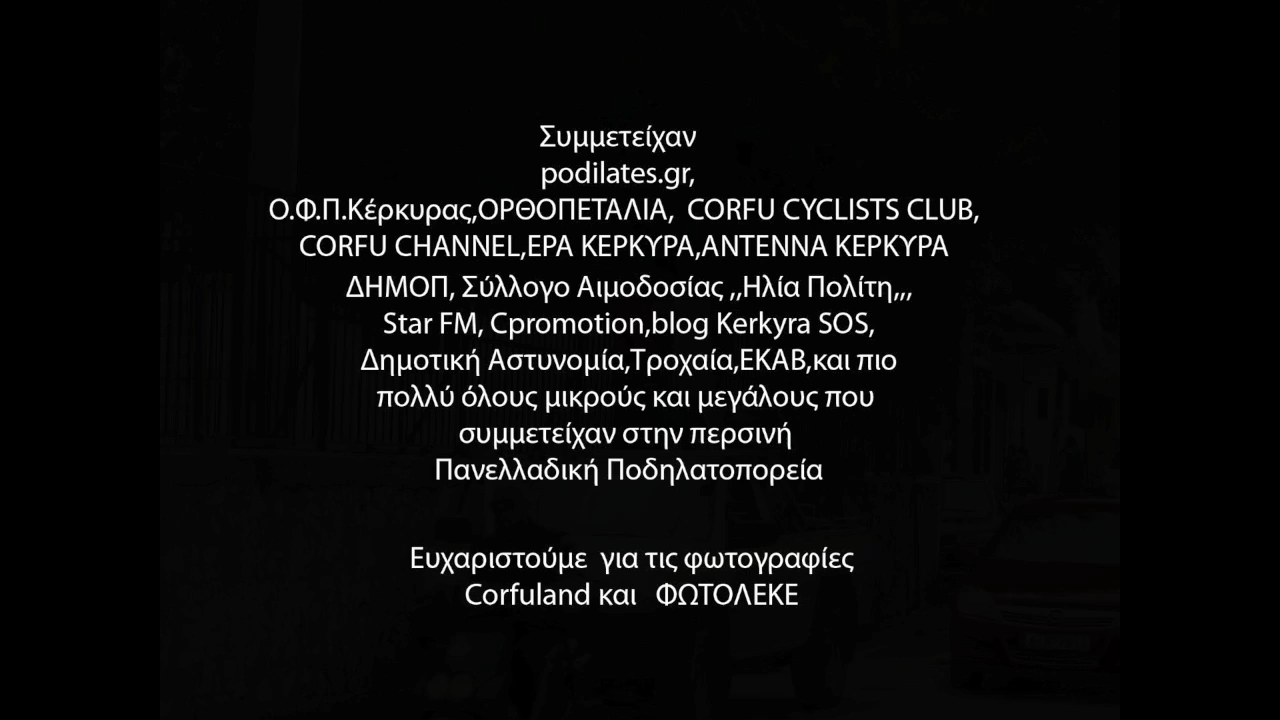 Συμμετείχαν
podilates.gr,
Ο.Φ.Π.Κέρκυρας,ΟΡΘΟΠΕΤΑΛΙΑ,  CORFU CYCLISTS CLUB,
CORFU CHANNEL,ΕΡΑ ΚΕΡΚΥΡΑ,ΑΝΤΕΝΝΑ ΚΕΡΚΥΡΑ
ΔΗΜΟΠ, Σύλλογο Αιμοδοσίας ,,Ηλία Πολίτη,,,
Star FM, Cpromotion,blog Kerkyra SOS,
Δημοτική Αστυνομία,Τροχαία,ΕΚΑΒ,και πιο
πολλύ όλους μικρούς και μεγάλους που
συμμετείχαν στην περσινή
Πανελλαδική Ποδηλατοπορεία
Ευχαριστούμε  για τις φωτογραφίες
Corfuland και   ΦΩΤΟΛΕΚΕ